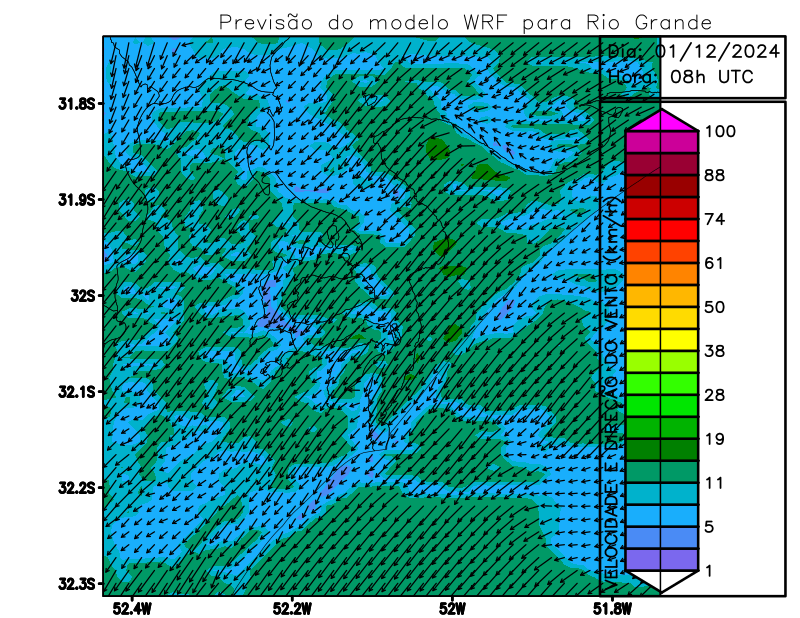 Previsão do modelo WRF para Rio Grande
Dia: 01/12/2024
Hora: 08h UTC
31.8S
31.9S
32S
32.1S
32.2S
32.3S
52.4W
52.2W
52W
51.8W
VELOCIDADE E DIREÇÃO DO VENTO (km/h)
100
88
74
61
50
38
28
19
11
5
1